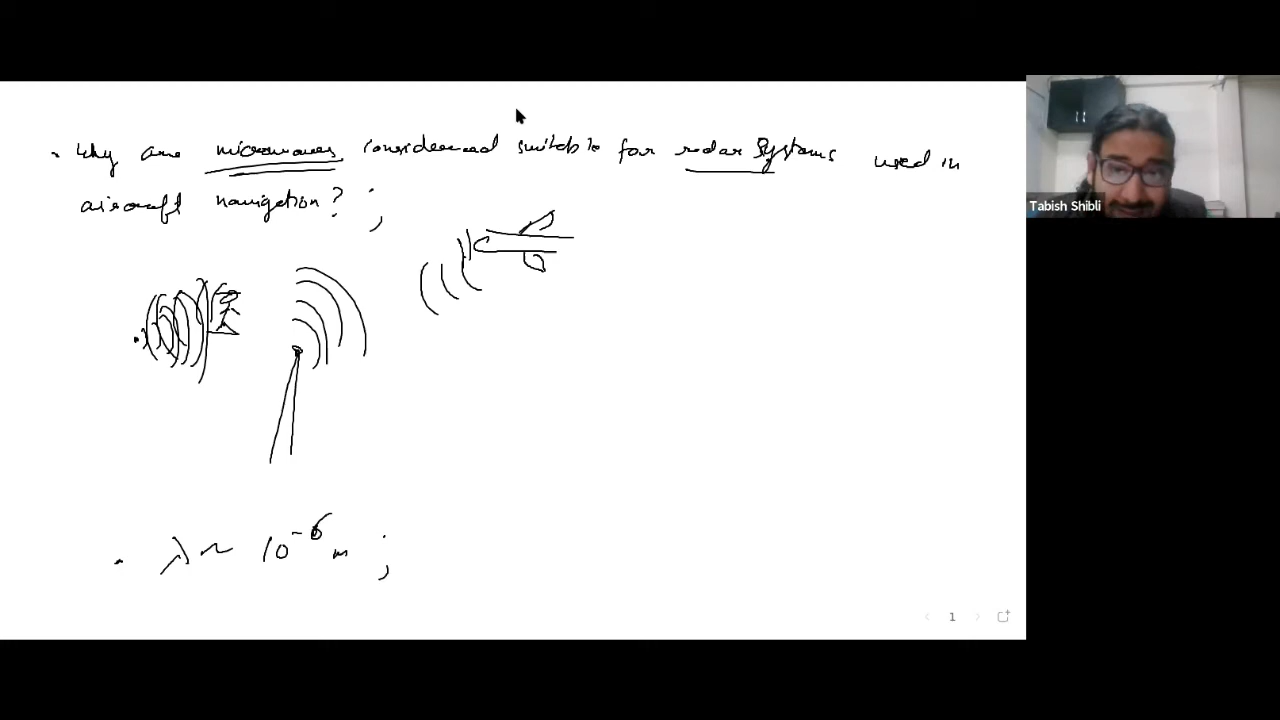 • Why are microwaves considered suitable for radar systems used in
aircraft navigation? ;
Tabish Shibli
• λ ~ 10⁻⁶ m ;
1